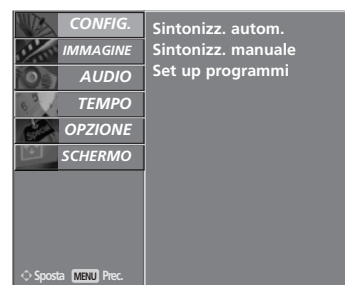 CONFIG.
IMMAGINE
AUDIO
TEMPO
OPZIONE
SCHERMO
Sintonizz. autom.
Sintonizz. manuale
Set up programmi
Sposta MENU Prec.